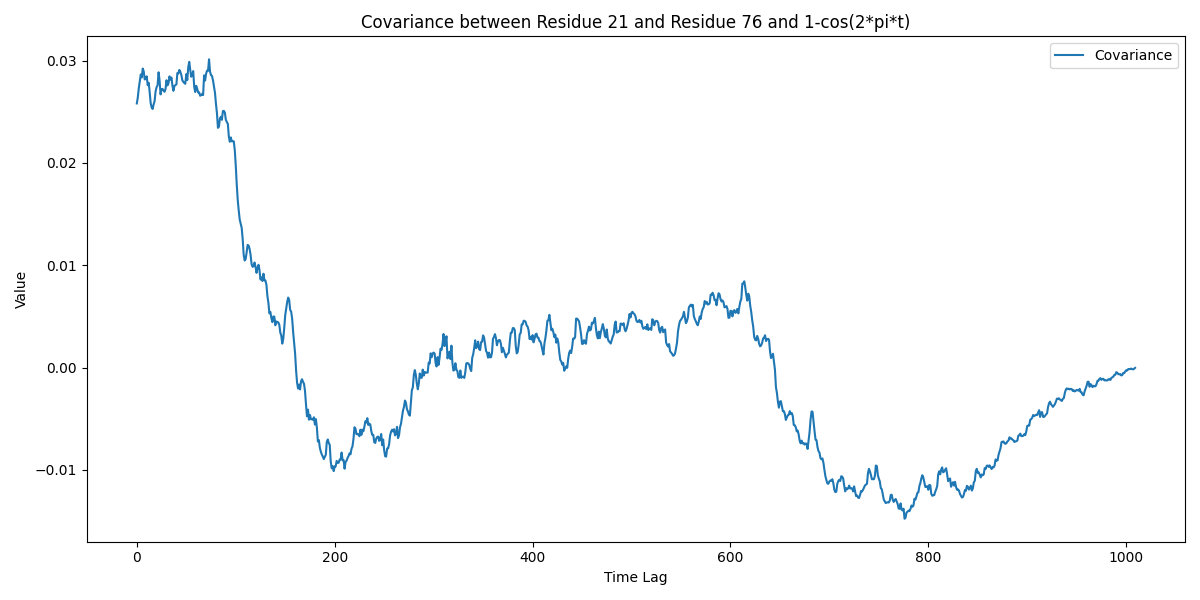 Covariance between Residue 21 and Residue 76 and 1-cos(2*pi*t)
Covariance
0.03
0.02
0.01
0.00
−0.01
Value
0
200
400
600
800
1000
Time Lag